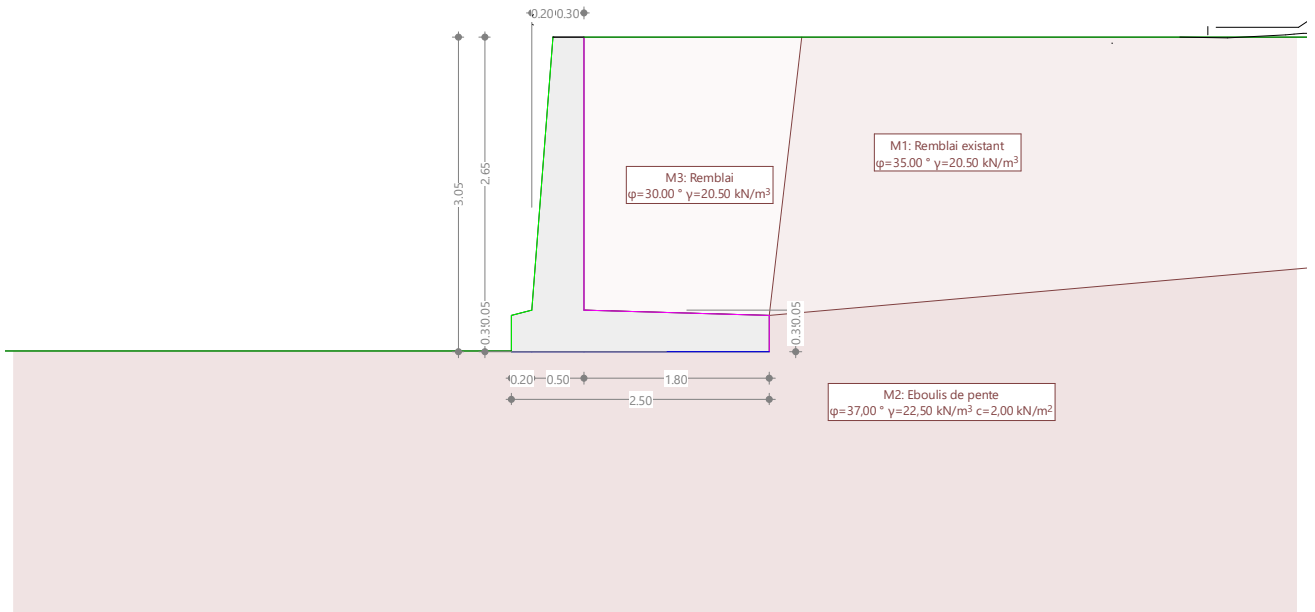 0.20 0.30
3.05
2.65
M1: Remblai existant
φ=35.00 ° γ=20.50 kN/m³
M3: Remblai
φ=30.00 ° γ=20.50 kN/m³
0.35 0.05
0.35 0.05
0.20 0.50 1.80
2.50
M2: Eboulis de pente
φ=37,00 ° γ=22,50 kN/m³ c=2,00 kN/m²